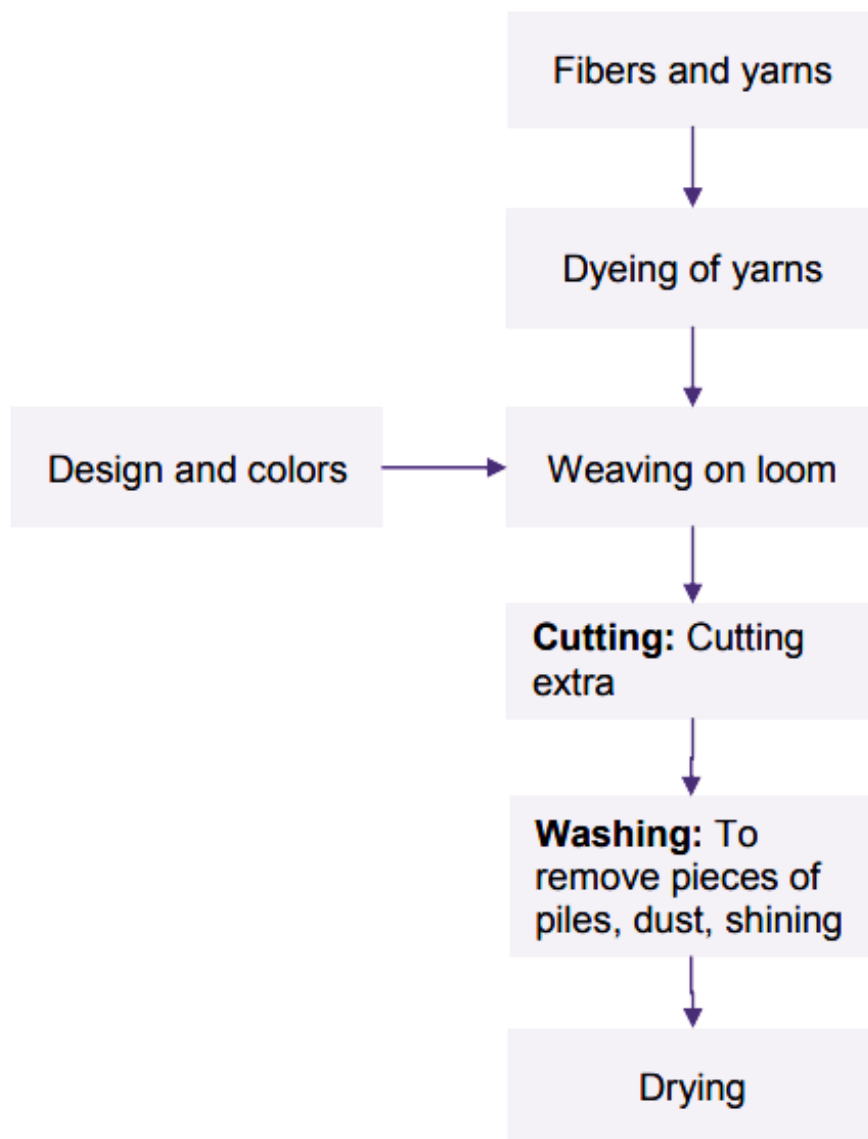 Fibers and yarns
Dyeing of yarns
Design and colors
Weaving on loom
Cutting: Cutting
extra
Washing: To
remove pieces of
piles, dust, shining
Drying